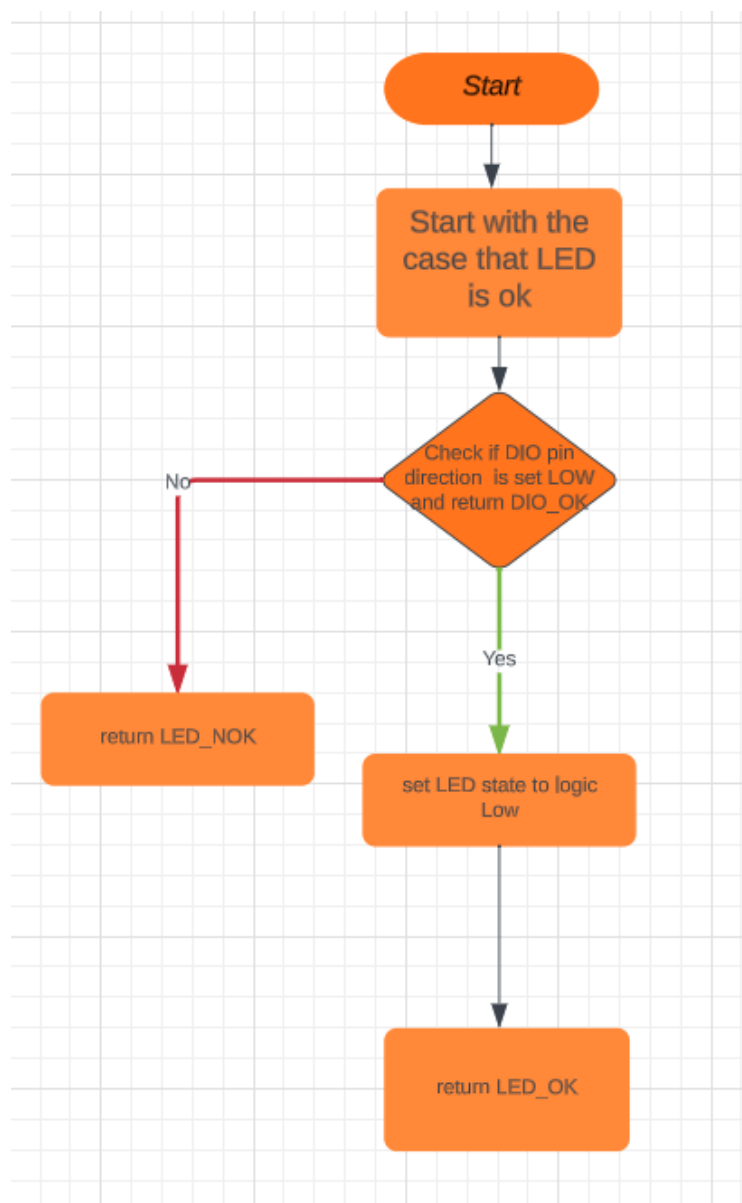 Start
Start with the
case that LED
is ok
Check if DIO pin
direction  is set LOW
and return DIO_OK
No
Yes
return LED_NOK
set LED state to logic
Low
return LED_OK